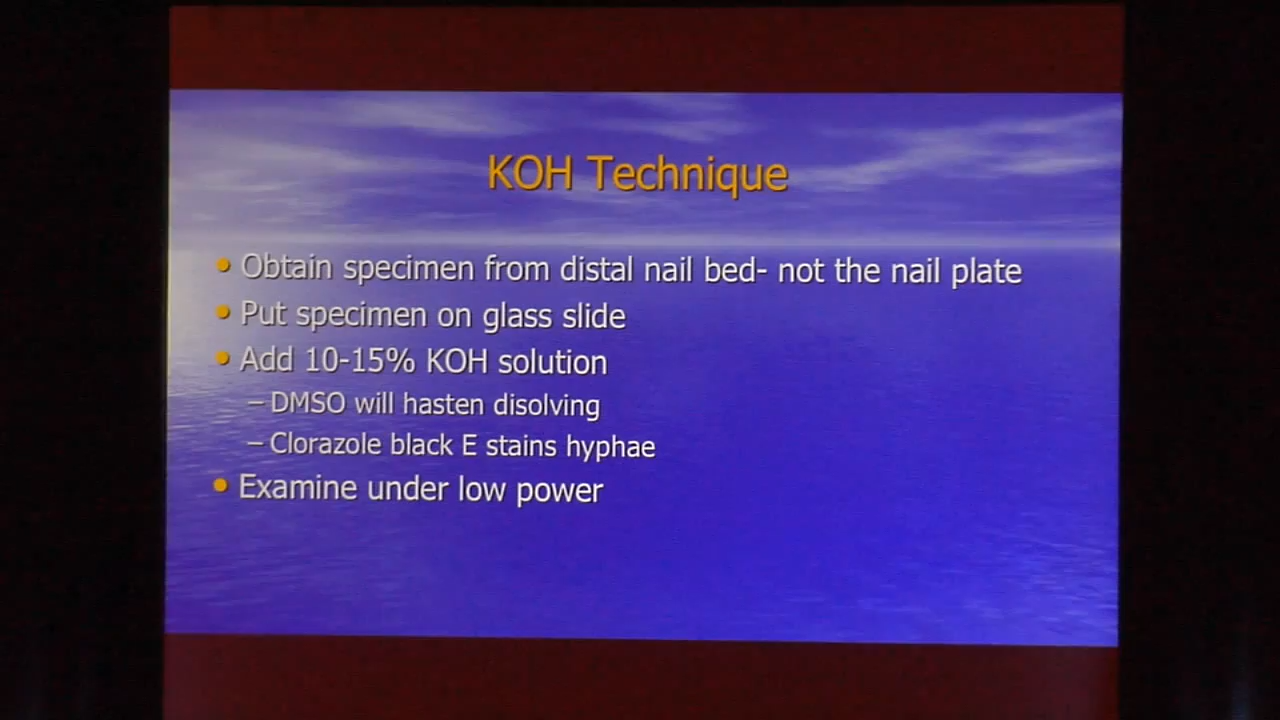 KOH Technique
• Obtain specimen from distal nail bed- not the nail plate
• Put specimen on glass slide
• Add 10-15% KOH solution
– DMSO will hasten disolving
– Clorazole black E stains hyphae
• Examine under low power